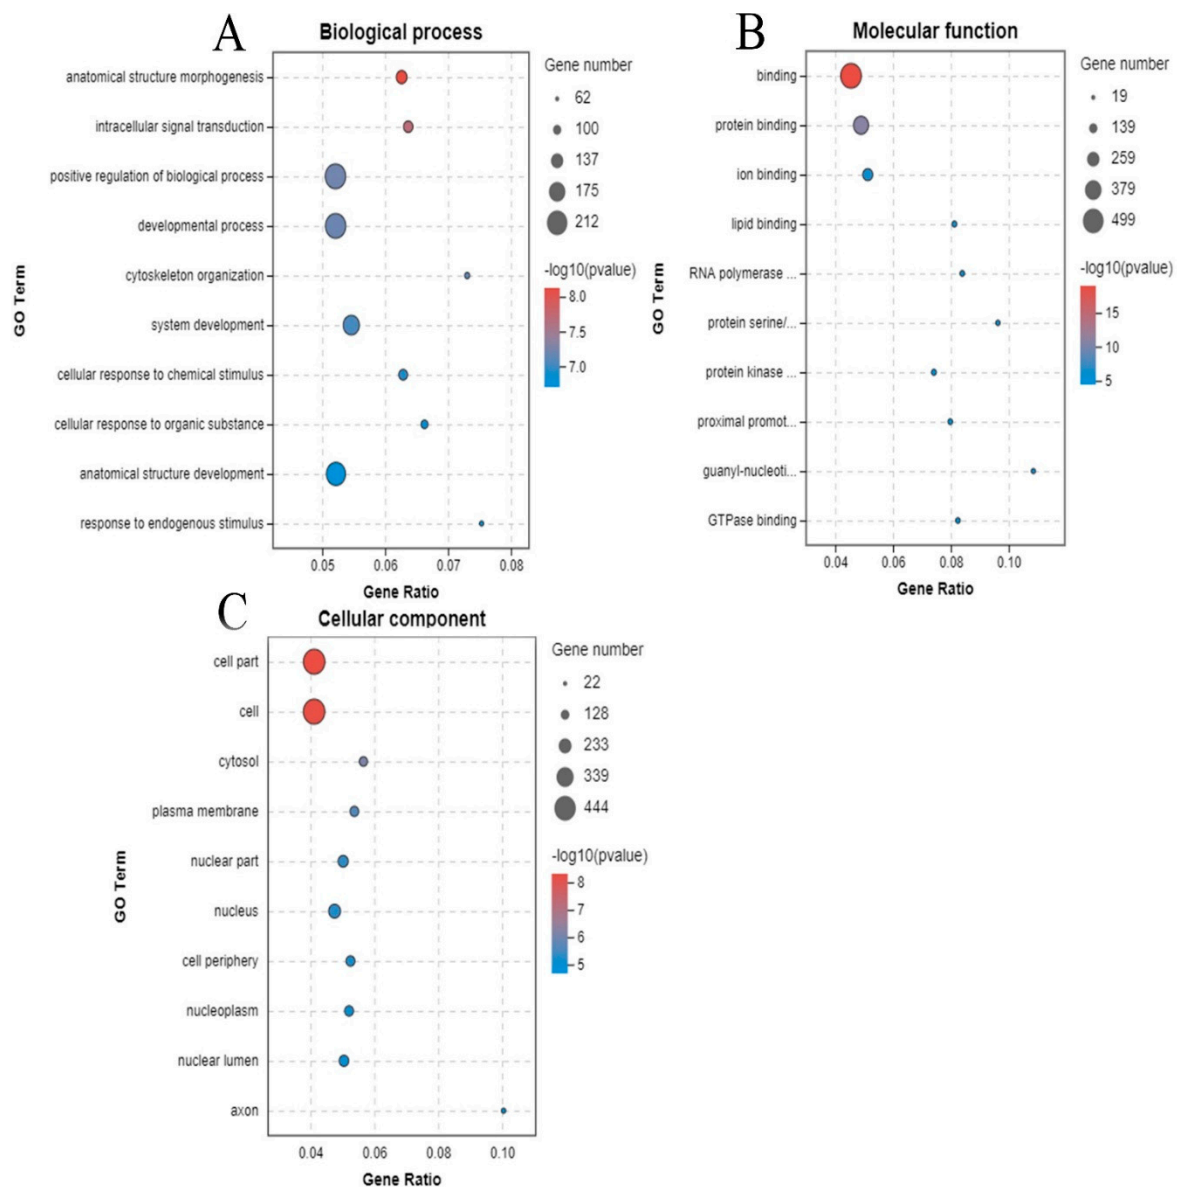 A
Biological process
GO Term
anatomical structure morphogenesis
intracellular signal transduction
positive regulation of biological process
developmental process
cytoskeleton organization
system development
cellular response to chemical stimulus
cellular response to organic substance
anatomical structure development
response to endogenous stimulus
0.05 0.06 0.07 0.08
Gene Ratio
Gene number
62
100
137
175
212
-log10(pvalue)
8.0
7.5
7.0
B
Molecular function
GO Term
binding
protein binding
ion binding
lipid binding
RNA polymerase ...
protein serine/...
protein kinase ...
proximal promot...
guanyl-nucleoti...
GTPase binding
0.04 0.06 0.08 0.10
Gene Ratio
Gene number
19
139
259
379
499
-log10(pvalue)
15
10
5
C
Cellular component
GO Term
cell part
cell
cytosol
plasma membrane
nuclear part
nucleus
cell periphery
nucleoplasm
nuclear lumen
axon
0.04 0.06 0.08 0.10
Gene Ratio
Gene number
22
128
233
339
444
-log10(pvalue)
8
7
6
5